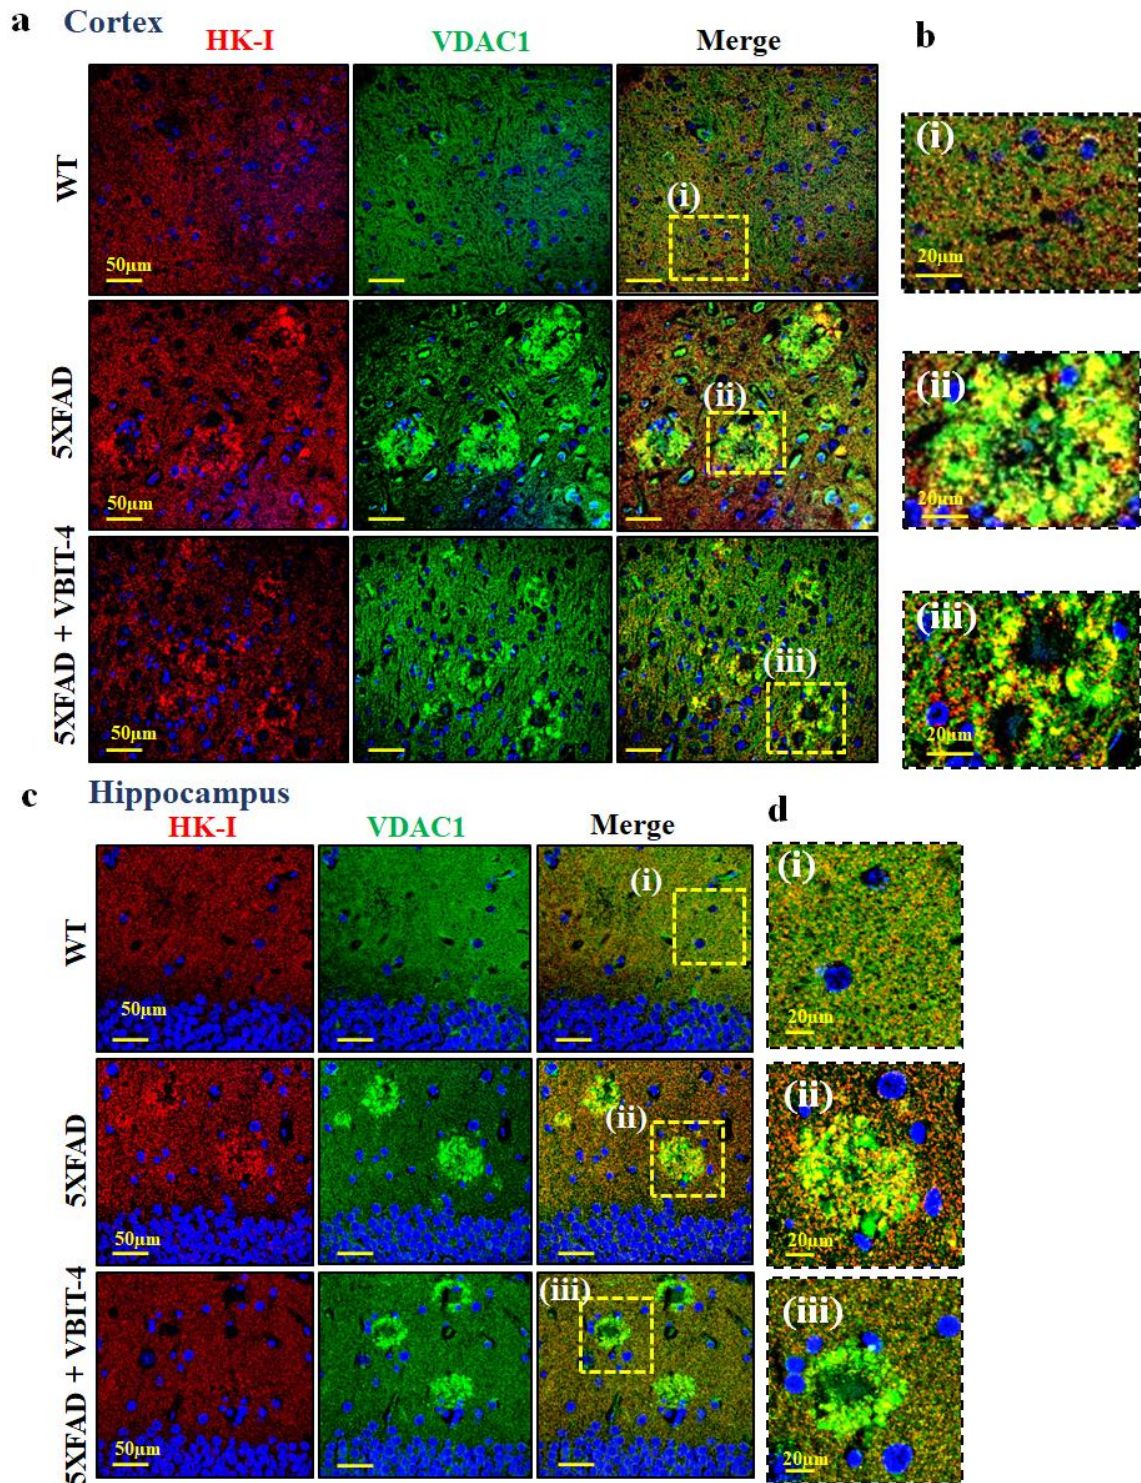 a Cortex b
HK-I VDAC1 Merge
WT
50µm
(i)
(i)
20µm
5XFAD
50µm
(ii)
(ii)
20µm
5XFAD + VBIT-4
50µm
(iii)
(iii)
20µm
c Hippocampus d
HK-I VDAC1 Merge
WT
50µm
(i)
(i)
20µm
5XFAD
50µm
(ii)
(ii)
20µm
5XFAD + VBIT-4
50µm
(iii)
(iii)
20µm